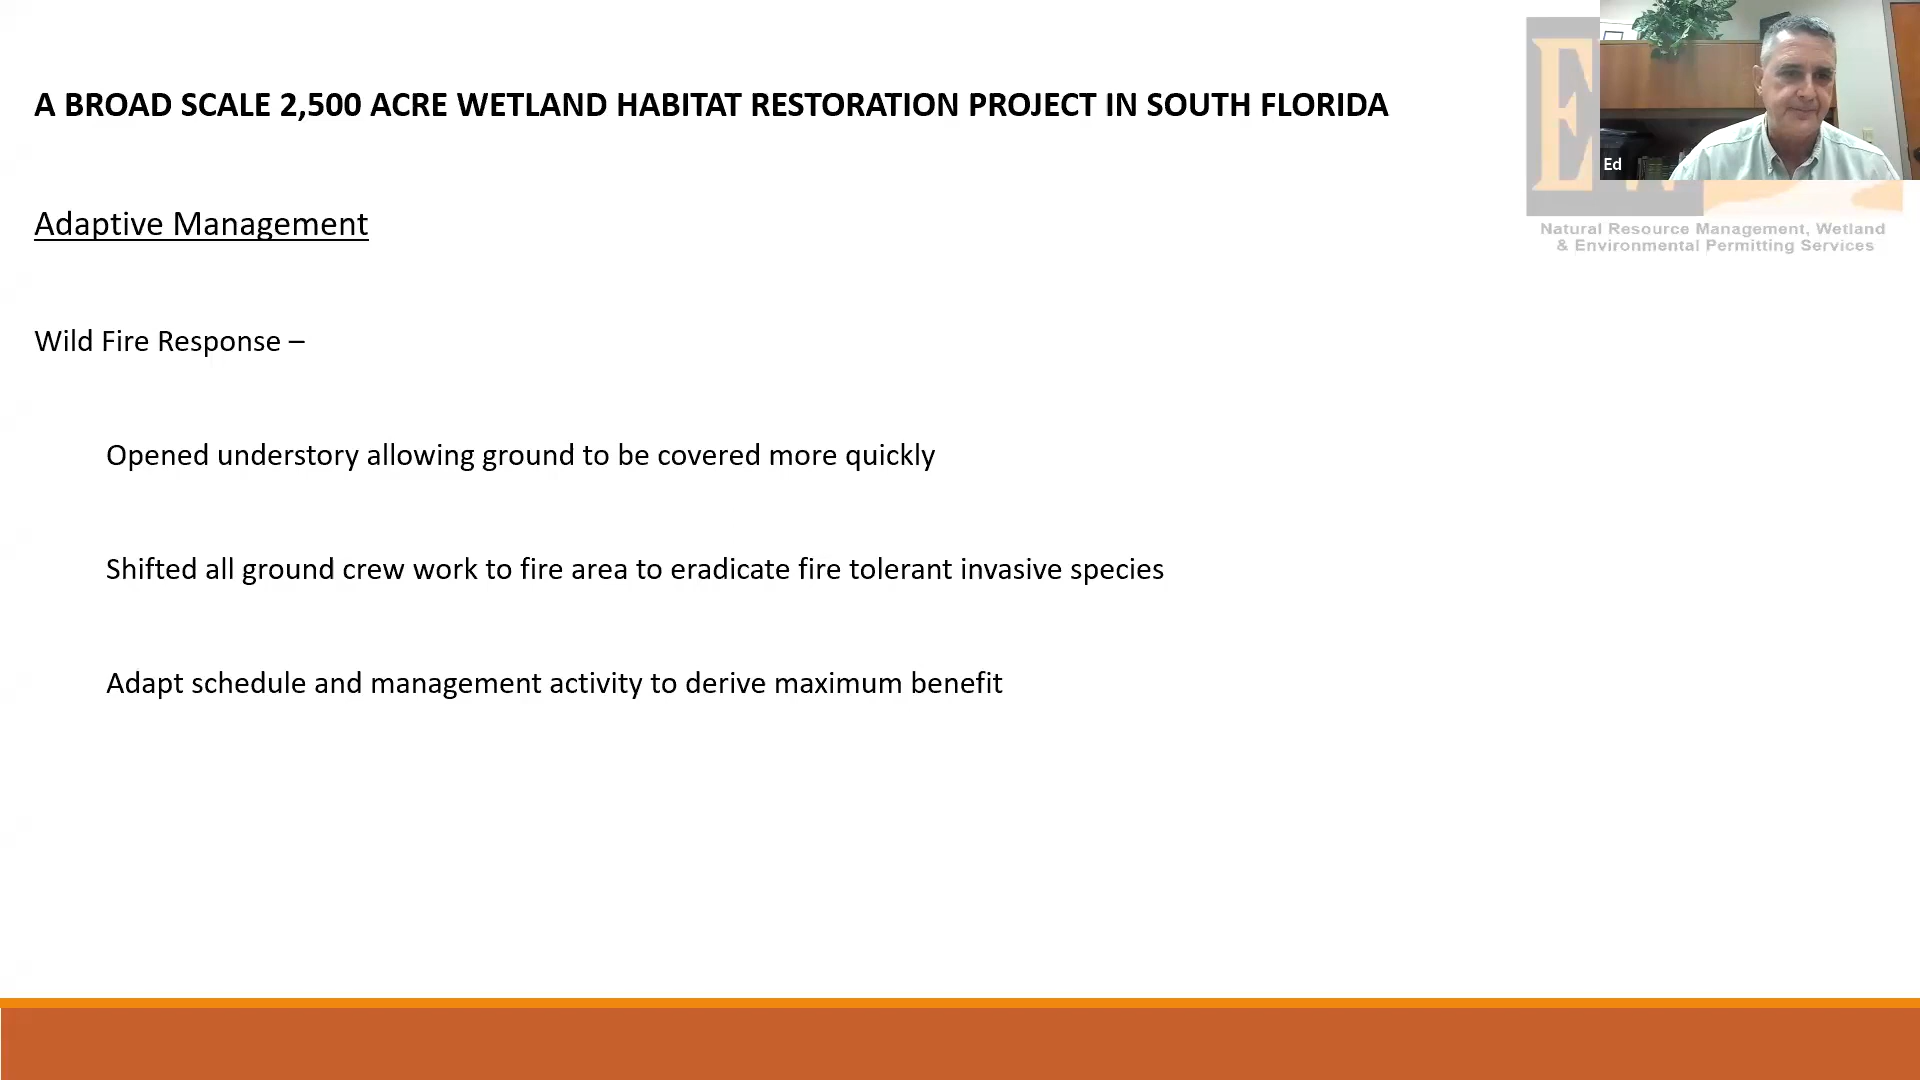 A BROAD SCALE 2,500 ACRE WETLAND HABITAT RESTORATION PROJECT IN SOUTH FLORIDA
Ed
Natural Resource Management, Wetland
& Environmental Permitting Services
Adaptive Management
Wild Fire Response –
Opened understory allowing ground to be covered more quickly
Shifted all ground crew work to fire area to eradicate fire tolerant invasive species
Adapt schedule and management activity to derive maximum benefit